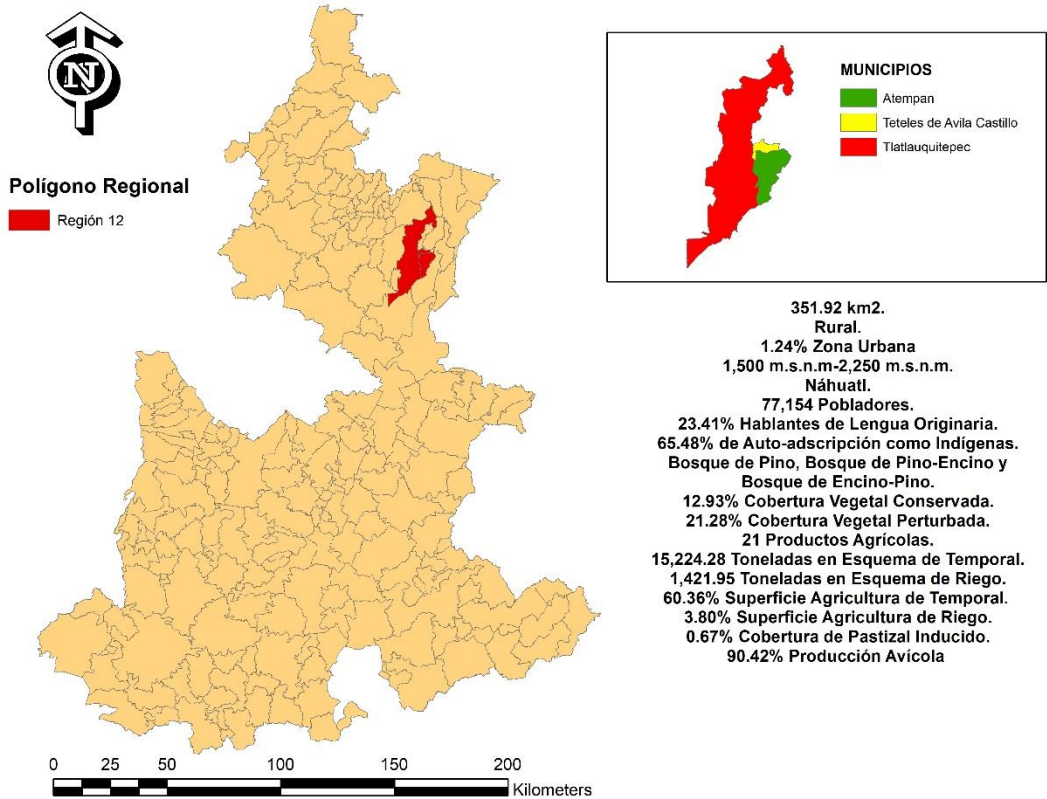 N
Polígono Regional
Región 12
MUNICIPIOS
Atempan
Teteles de Avila Castillo
Tlatlauquitepec
351.92 km2.
Rural.
1.24% Zona Urbana
1,500 m.s.n.m-2,250 m.s.n.m.
Náhuatl.
77,154 Pobladores.
23.41% Hablantes de Lengua Originaria.
65.48% de Auto-adscripción como Indígenas.
Bosque de Pino, Bosque de Pino-Encino y
Bosque de Encino-Pino.
12.93% Cobertura Vegetal Conservada.
21.28% Cobertura Vegetal Perturbada.
21 Productos Agrícolas.
15,224.28 Toneladas en Esquema de Temporal.
1,421.95 Toneladas en Esquema de Riego.
60.36% Superficie Agricultura de Temporal.
3.80% Superficie Agricultura de Riego.
0.67% Cobertura de Pastizal Inducido.
90.42% Producción Avícola
0 25 50 100 150 200
Kilometers